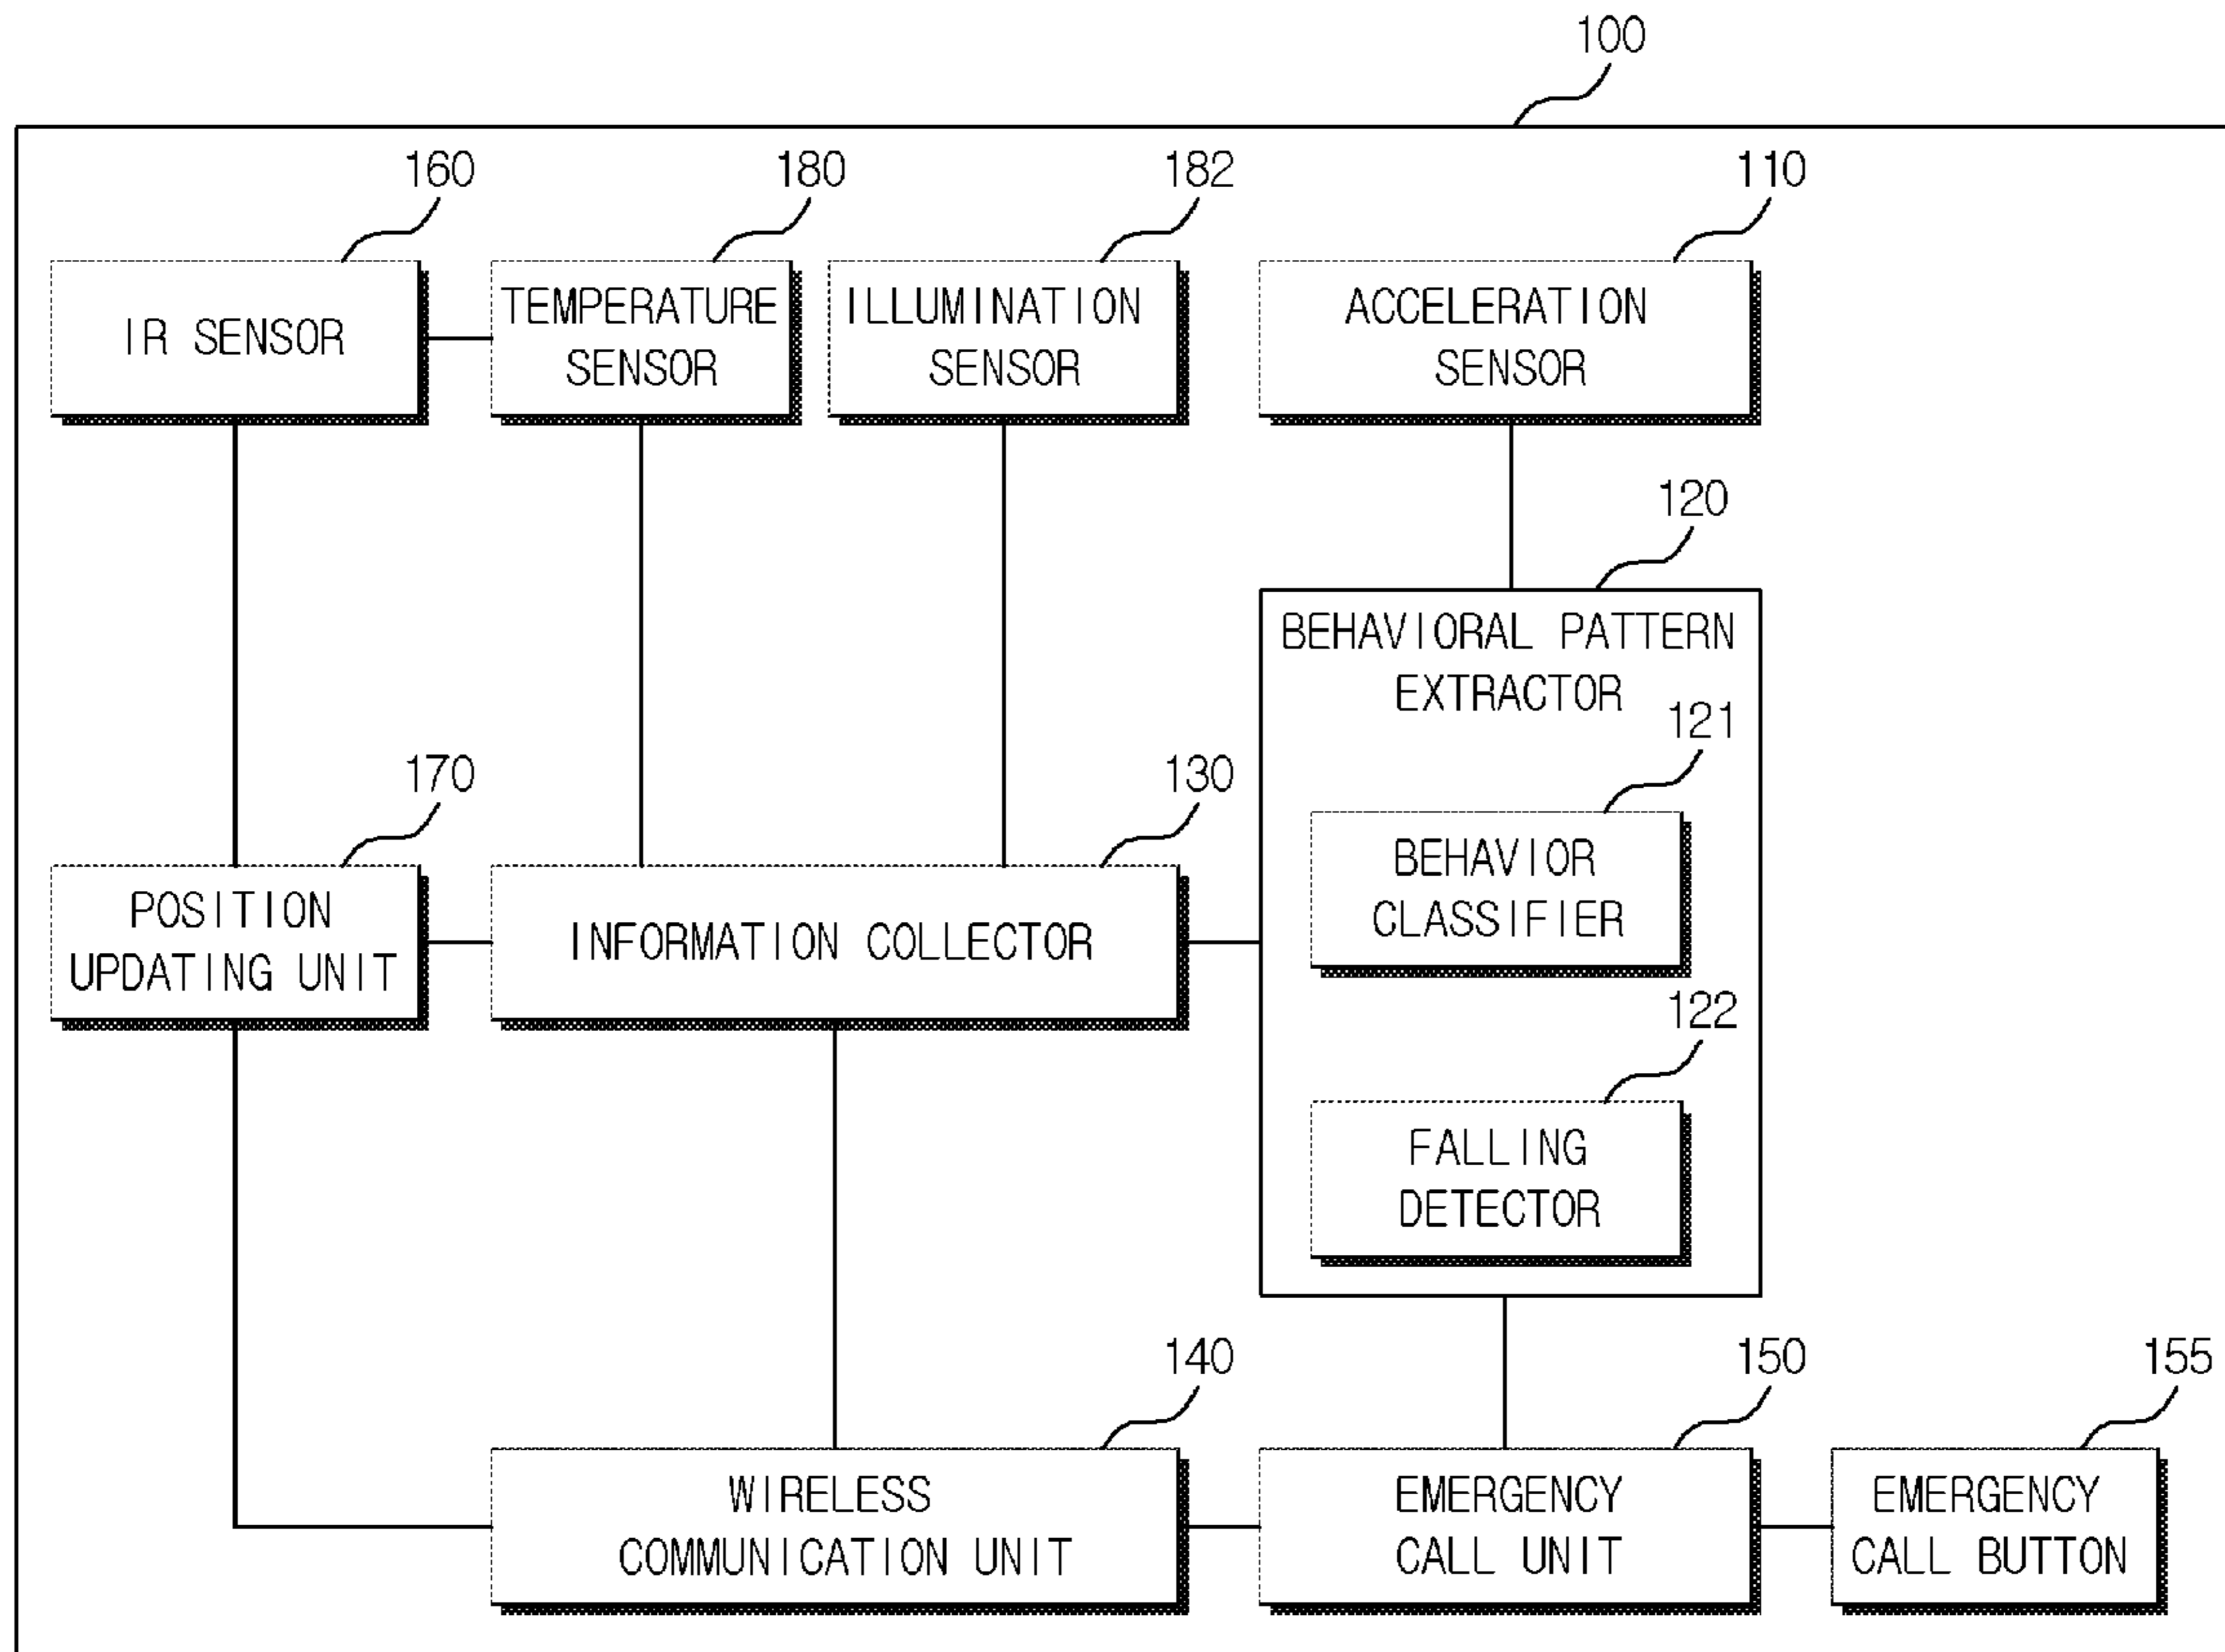 100
160
180
182
110
IR SENSOR
TEMPERATURE
SENSOR
ILLUMINATION
SENSOR
ACCELERATION
SENSOR
120
BEHAVIORAL PATTERN
EXTRACTOR
121
BEHAVIOR
CLASSIFIER
170
130
POSITION
UPDATING UNIT
INFORMATION COLLECTOR
122
FALLING
DETECTOR
140
150
155
WIRELESS
COMMUNICATION UNIT
EMERGENCY
CALL UNIT
EMERGENCY
CALL BUTTON